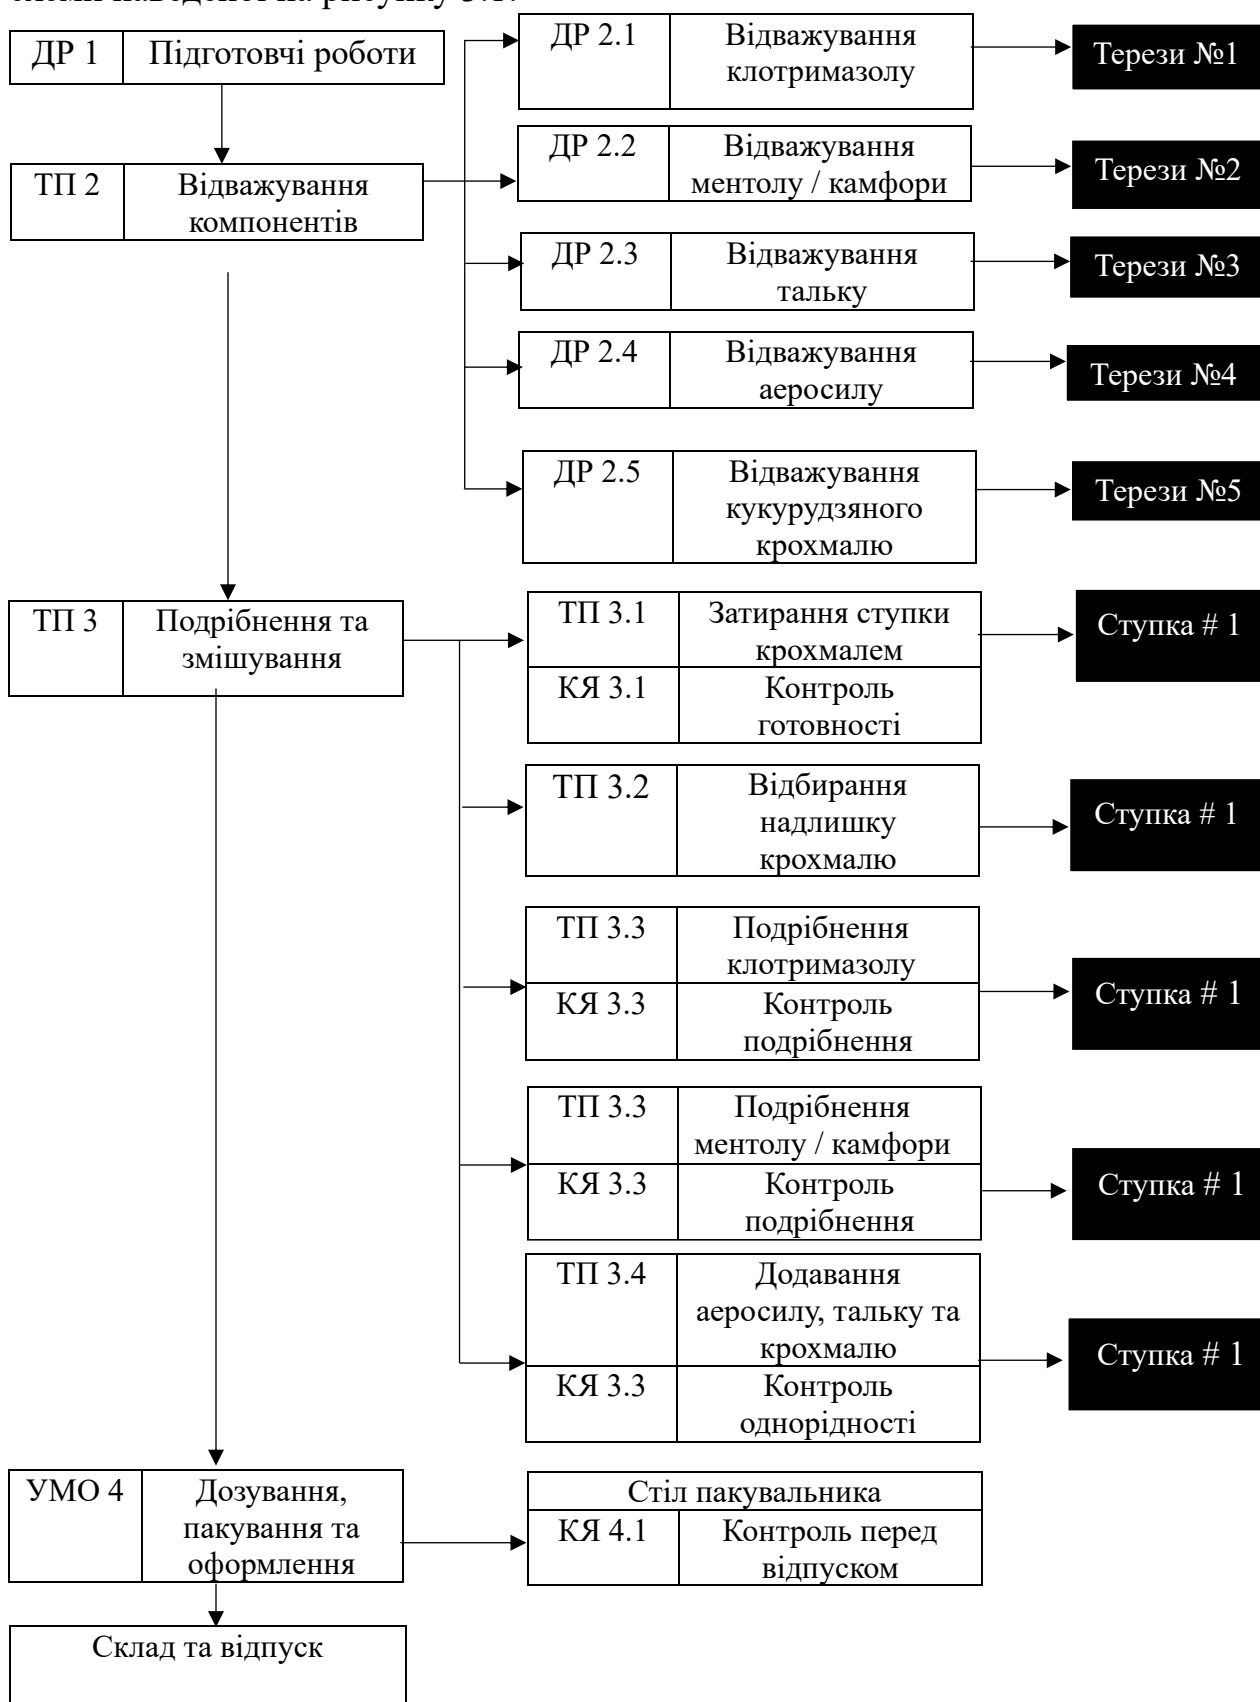 ДР 1 Підготовчі роботи
ДР 2.1 Відважування
клотримазолу
Терези №1
ТП 2 Відважування
компонентів
ДР 2.2 Відважування
ментолу / камфори
Терези №2
ДР 2.3 Відважування
тальку
Терези №3
ДР 2.4 Відважування
аеросилу
Терези №4
ДР 2.5 Відважування
кукурудзяного
крохмалю
Терези №5
ТП 3 Подрібнення та
змішування
ТП 3.1 Затирання ступки
крохмалем
КЯ 3.1 Контроль
готовності
Ступка # 1
ТП 3.2 Відбирання
надлишку
крохмалю
Ступка # 1
ТП 3.3 Подрібнення
клотримазолу
КЯ 3.3 Контроль
подрібнення
Ступка # 1
ТП 3.3 Подрібнення
ментолу / камфори
КЯ 3.3 Контроль
подрібнення
Ступка # 1
ТП 3.4 Додавання
аеросилу, тальку та
крохмалю
КЯ 3.3 Контроль
однорідності
Ступка # 1
УМО 4 Дозування,
пакування та
оформлення
Стіл пакувальника
КЯ 4.1 Контроль перед
відпуском
Склад та відпуск